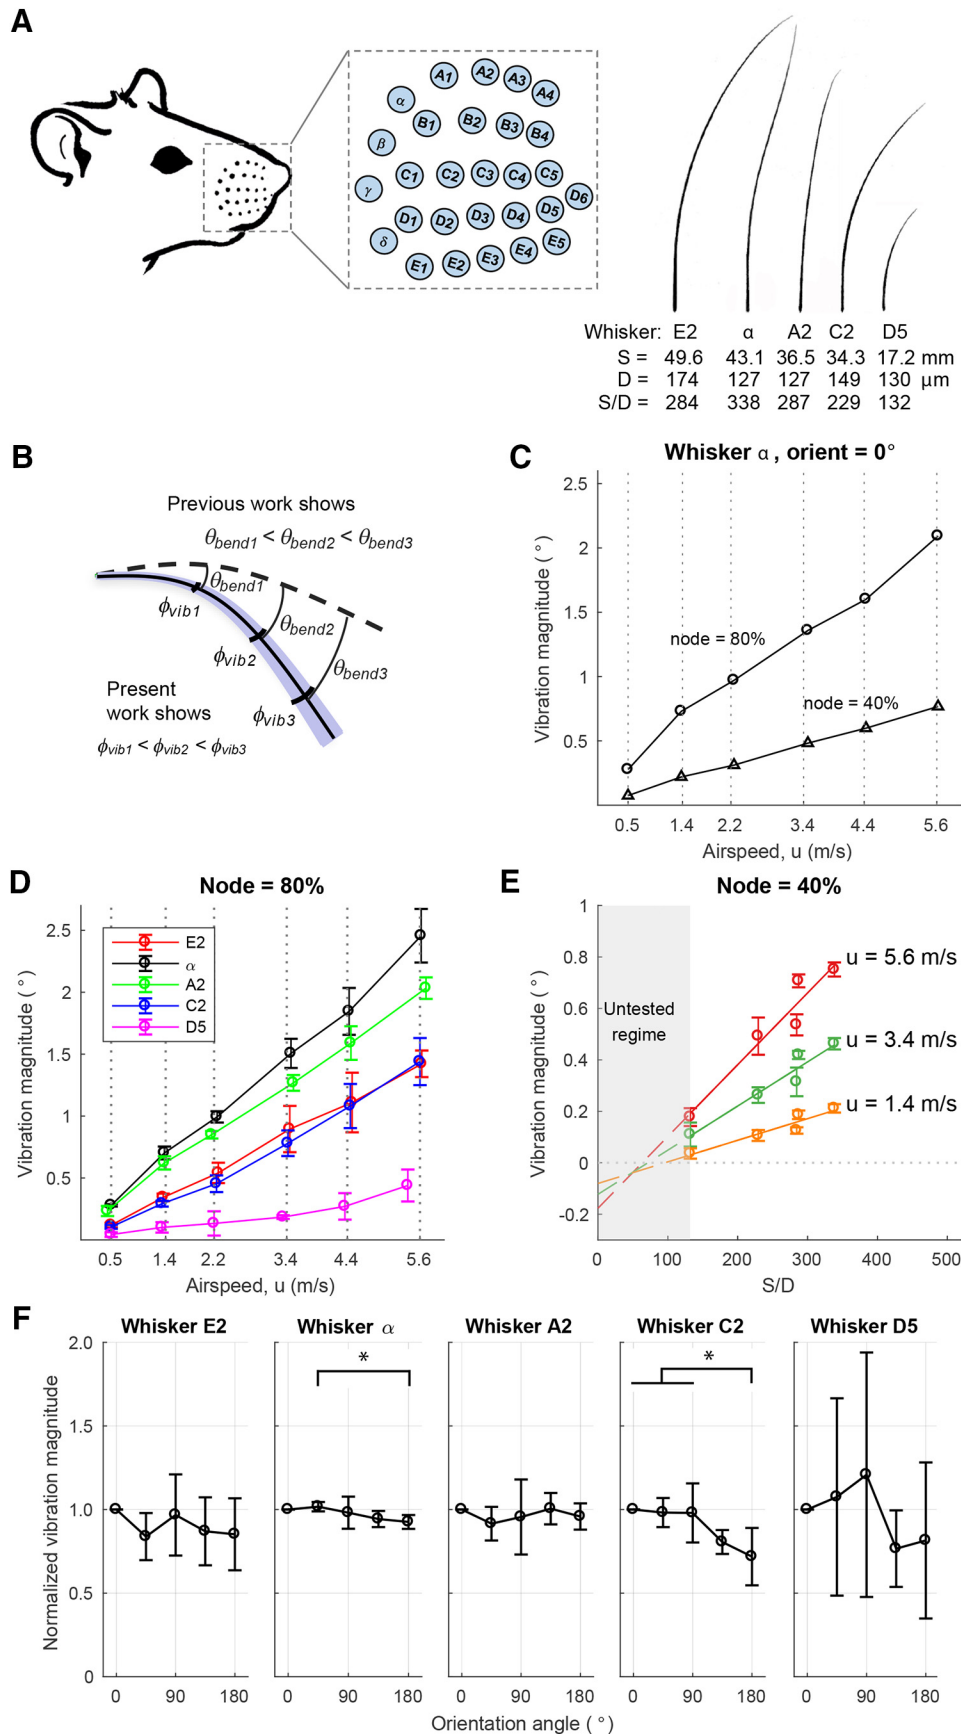 A
A1 A2 A3 A4
α B1 B2 B3 B4
β
γ C1 C2 C3 C4 C5
D1 D2 D3 D4 D5 D6
δ E1 E2 E3 E4 E5
Whisker: E2 α A2 C2 D5
S = 49.6 43.1 36.5 34.3 17.2 mm
D = 174 127 127 149 130 μm
S/D = 284 338 287 229 132
B
Previous work shows
θbend1 < θbend2 < θbend3
θbend1
θbend2
θbend3
ϕvib1
ϕvib2
ϕvib3
Present
work shows
ϕvib1 < ϕvib2 < ϕvib3
C
Whisker α , orient = 0°
Vibration magnitude ( ° )
2.5
2
1.5
1
0.5
node = 80%
node = 40%
0.5 1.4 2.2 3.4 4.4 5.6
Airspeed, u (m/s)
D
Node = 80%
Vibration magnitude ( ° )
2.5
2
1.5
1
0.5
E2
α
A2
C2
D5
0.5 1.4 2.2 3.4 4.4 5.6
Airspeed, u (m/s)
E
Node = 40%
Vibration magnitude ( ° )
1
0.8
0.6
0.4
0.2
0
-0.2
Untested
regime
u = 5.6 m/s
u = 3.4 m/s
u = 1.4 m/s
0 100 200 300 400 500
S/D
F
Whisker E2 Whisker α Whisker A2 Whisker C2 Whisker D5
Normalized vibration magnitude
2.0
1.5
1.0
0.5
0
* *
0 90 180 0 90 180 0 90 180 0 90 180 0 90 180
Orientation angle ( ° )